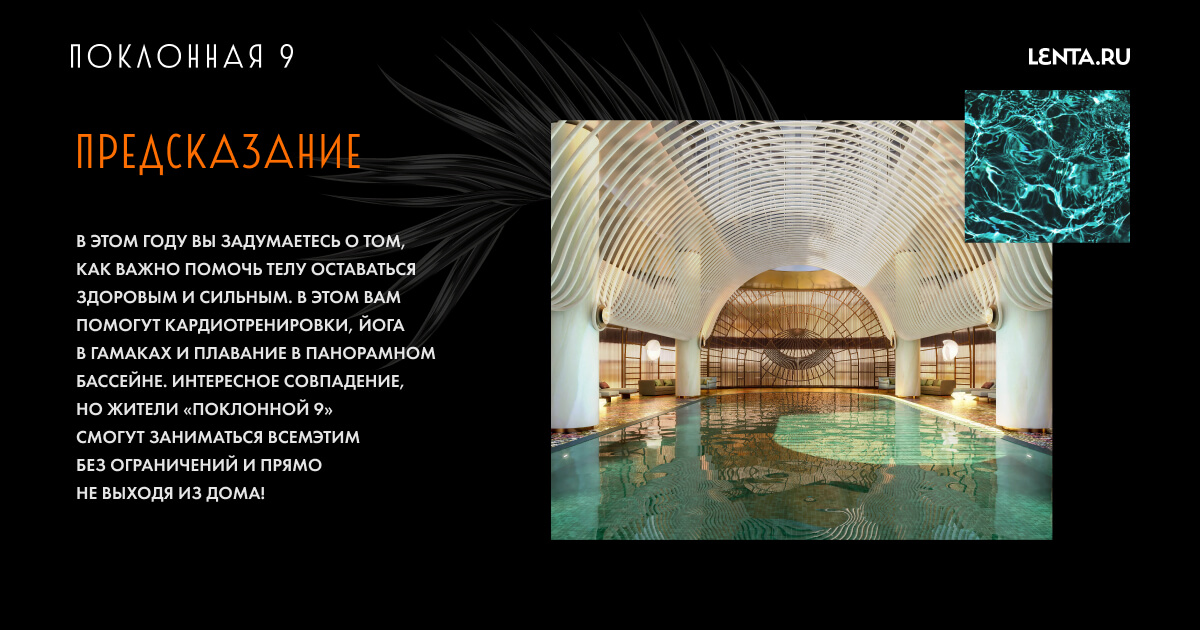 ПОКЛОННАЯ 9
LENTA.RU
ПРЕДСКАЗАНИЕ
В ЭТОМ ГОДУ ВЫ ЗАДУМАЕТЕСЬ О ТОМ,
КАК ВАЖНО ПОМОЧЬ ТЕЛУ ОСТАВАТЬСЯ
ЗДОРОВЫМ И СИЛЬНЫМ. В ЭТОМ ВАМ
ПОМОГУТ КАРДИОТРЕНИРОВКИ, ЙОГА
В ГАМАКАХ И ПЛАВАНИЕ В ПАНОРАМНОМ
БАССЕЙНЕ. ИНТЕРЕСНОЕ СОВПАДЕНИЕ,
НО ЖИТЕЛИ «ПОКЛОННОЙ 9»
СМОГУТ ЗАНИМАТЬСЯ ВСЕМЭТИМ
БЕЗ ОГРАНИЧЕНИЙ И ПРЯМО
НЕ ВЫХОДЯ ИЗ ДОМА!